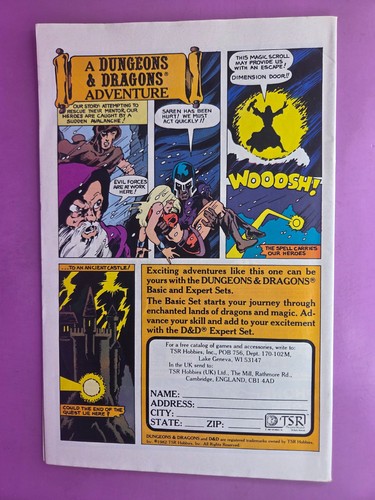 A DUNGEONS
& DRAGONS®
ADVENTURE
OUR STORY: ATTEMPTING TO
RESCUE THEIR MENTOR, OUR
HEROES ARE CAUGHT BY A
SUDDEN AVALANCHE!
EVIL FORCES
ARE AT WORK
HERE!
SAREN HAS BEEN
HURT! WE MUST
ACT QUICKLY!!
THIS MAGIC SCROLL
MAY PROVIDE US
WITH AN ESCAPE!
DIMENSION DOOR!!
WOOOSH!
THE SPELL CARRIES
OUR HEROES
...TO AN ANCIENT CASTLE!
COULD THE END OF THE
QUEST LIE HERE?
Exciting adventures like this one can be
yours with the DUNGEONS & DRAGONS®
Basic and Expert Sets.
The Basic Set starts your journey through
enchanted lands of dragons and magic. Ad-
vance your skill and add to your excitement
with the D&D® Expert Set.
For a free catalog of games and accessories, write to:
TSR Hobbies, Inc., POB 756, Dept. 170-102M,
Lake Geneva, WI 53147
In the UK send to:
TSR Hobbies (UK) Ltd., The Mill, Rathmore Rd.,
Cambridge, ENGLAND, CB1 4AD
NAME:
ADDRESS:
CITY:
STATE: ZIP:
TSR
DUNGEONS & DRAGONS and D&D are registered trademarks owned by TSR Hobbies,
Inc. ©1982 TSR Hobbies, Inc. All Rights Reserved.